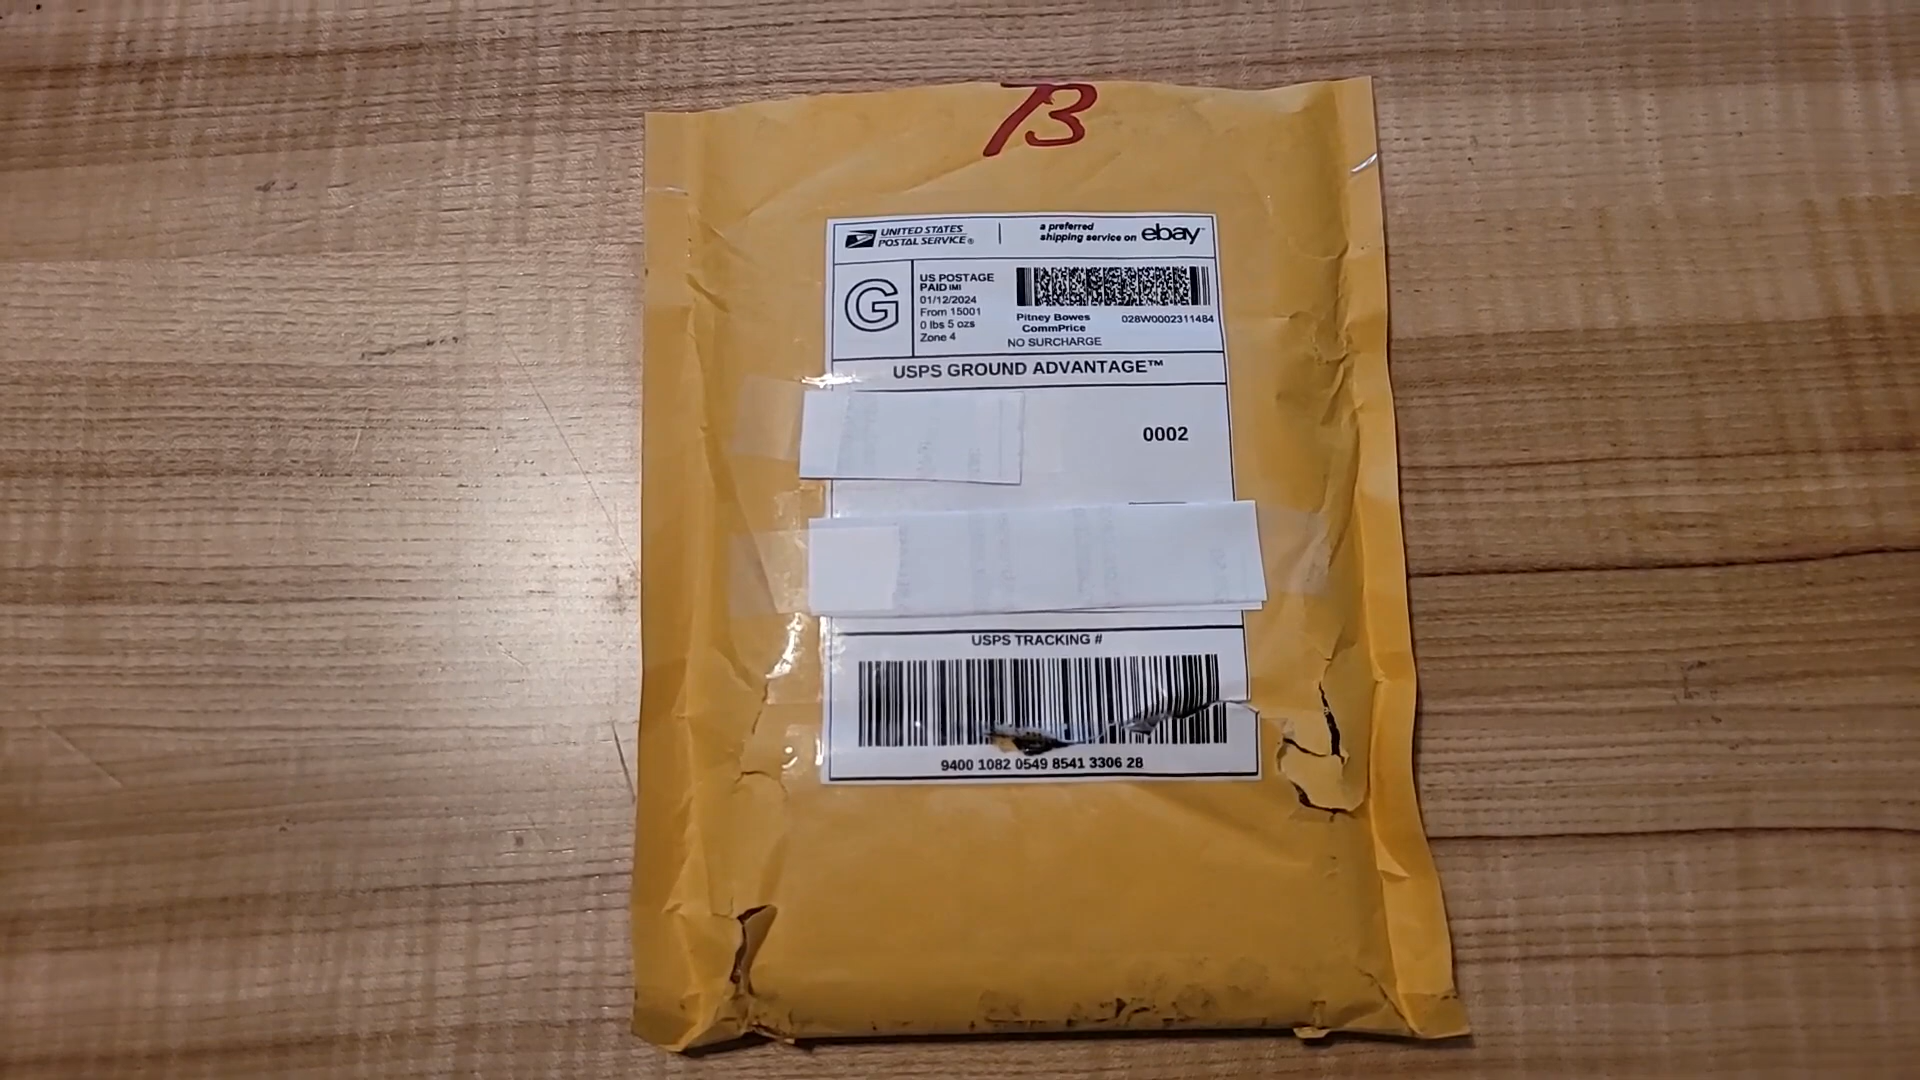 73
UNITED STATES
POSTAL SERVICE®
a preferred
shipping service on ebay™
G
US POSTAGE
PAID IMI
01/12/2024
From 15001
0 lbs 5 ozs
Zone 4
Pitney Bowes
CommPrice
028W0002311484
NO SURCHARGE
USPS GROUND ADVANTAGE™
0002
USPS TRACKING #
9400 1082 0549 8541 3306 28